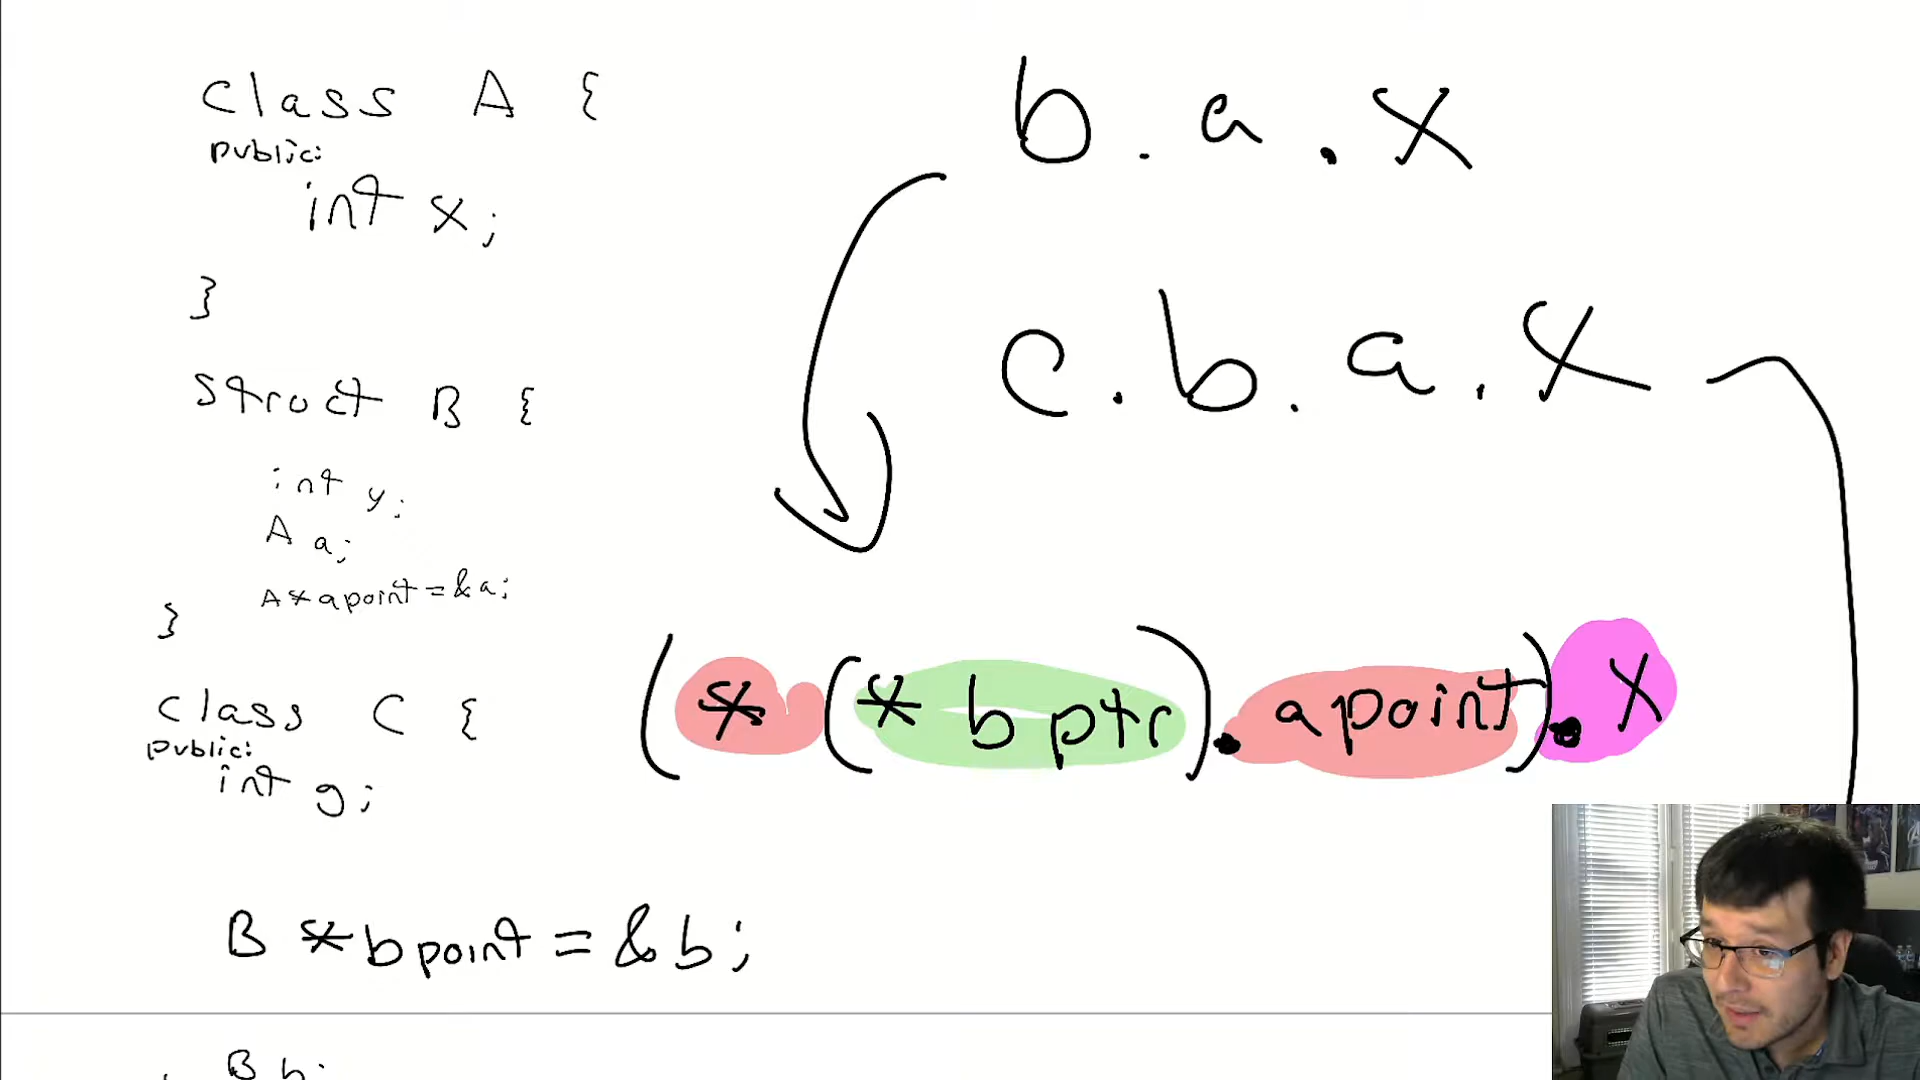 class A {
public:
int x;
}
struct B {
int y;
A a;
A* apoint = &a;
}
class C {
public:
int g;
B *bpoint = &b;
B b;
b.a.x
c.b.a.x
(*(*bptr).apoint).x